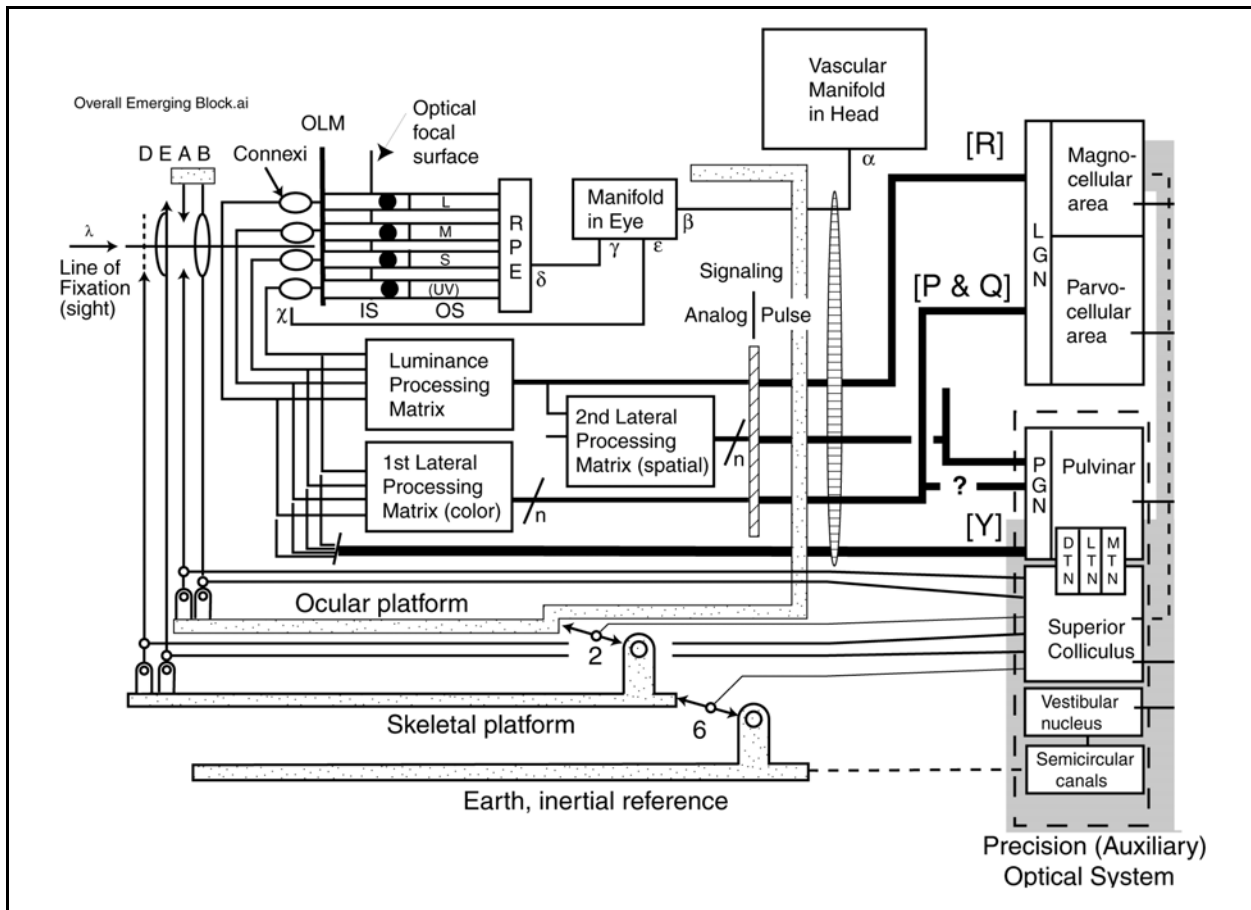 Overall Emerging Block.ai
D E A B
Connexi
OLM
Optical
focal
surface
Vascular
Manifold
in Head
α
[R]
Magno-
cellular
area
L
M
S
(UV)
R
P
E
Manifold
in Eye
β
γ
ε
δ
λ
Line of
Fixation
(sight)
χ
IS
OS
Signaling
Analog
Pulse
L
G
N
[P & Q]
Parvo-
cellular
area
Luminance
Processing
Matrix
2nd Lateral
Processing
Matrix (spatial)
n
1st Lateral
Processing
Matrix (color)
n
P
G
N
Pulvinar
?
[Y]
D
T
N
L
T
N
M
T
N
Ocular platform
Superior
Colliculus
2
Skeletal platform
6
Vestibular
nucleus
Semicircular
canals
Earth, inertial reference
Precision (Auxiliary)
Optical System